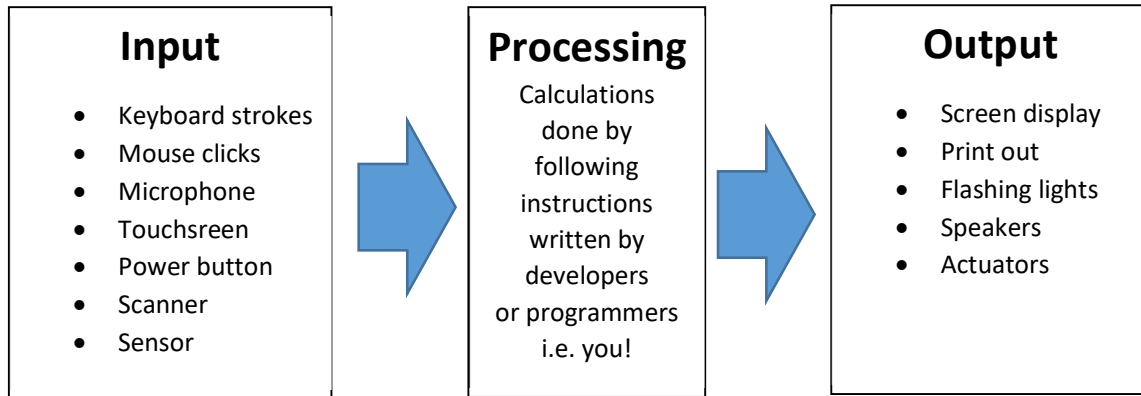 Input
• Keyboard strokes
• Mouse clicks
• Microphone
• Touchsreen
• Power button
• Scanner
• Sensor
Processing
Calculations
done by
following
instructions
written by
developers
or programmers
i.e. you!
Output
• Screen display
• Print out
• Flashing lights
• Speakers
• Actuators